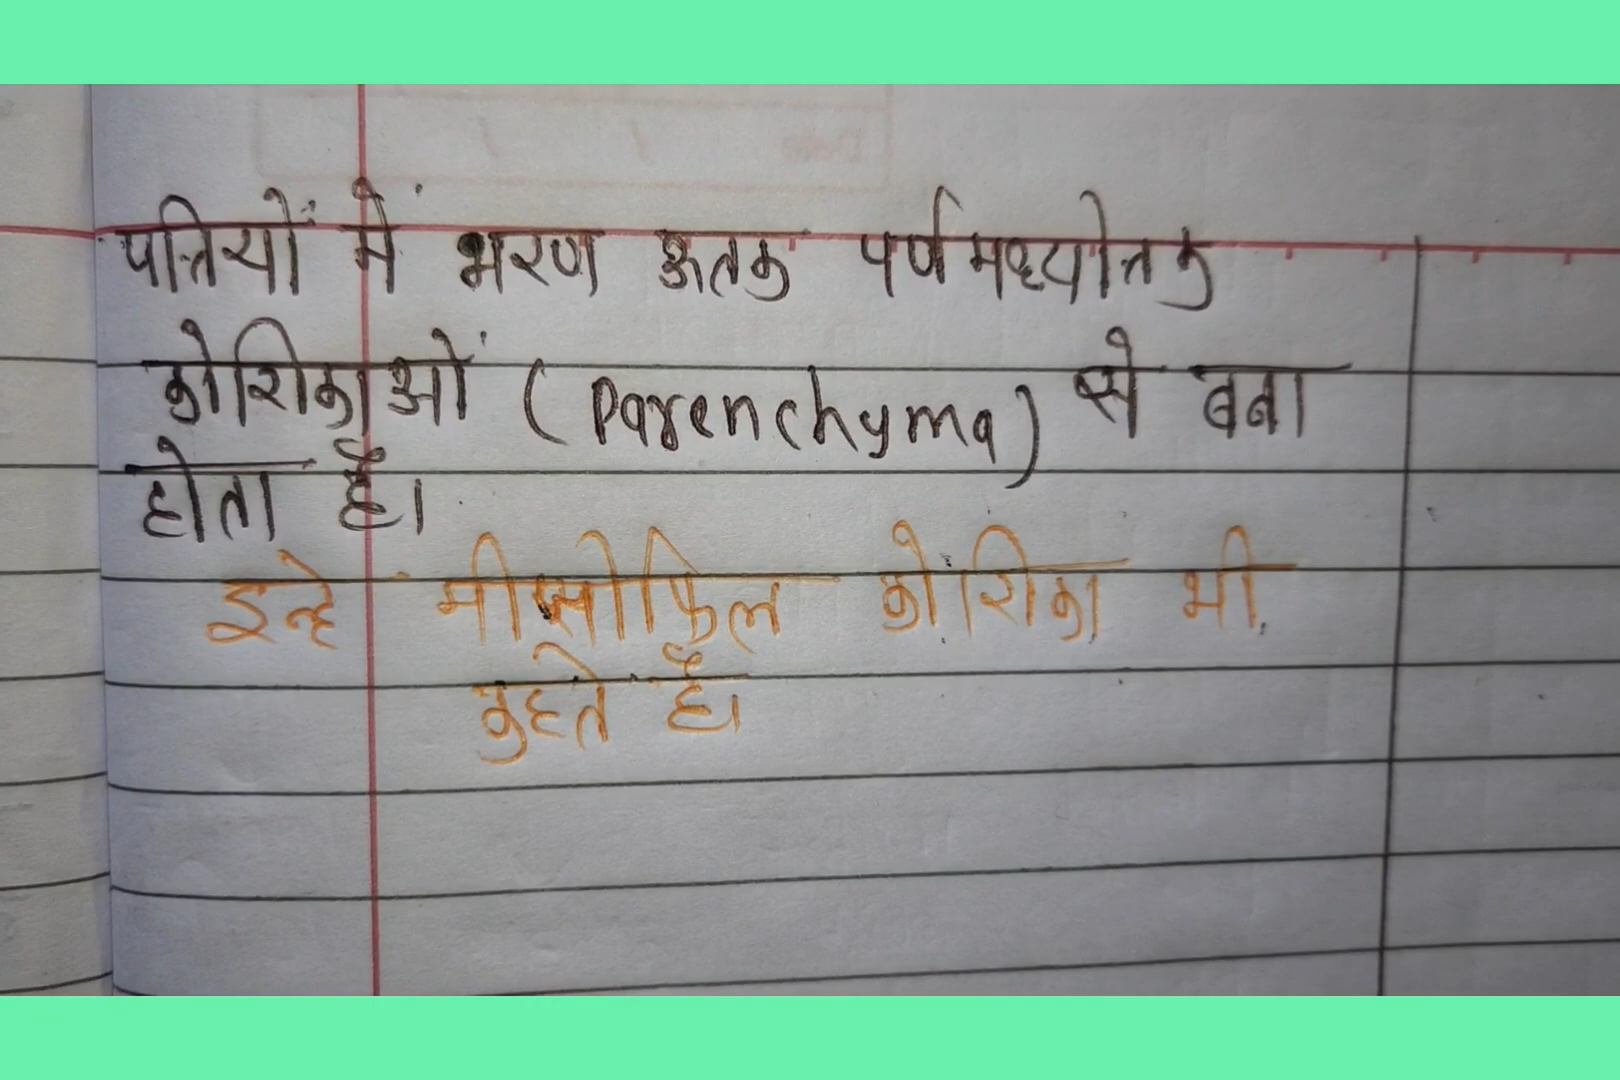 पत्तियों में भरण ऊतक पर्णमध्योत्तक
कोशिकाओं (Parenchyma) से बना
होता है।
इन्हे मीसोफिल कोशिका भी
कहते है।